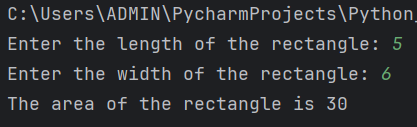 C:\Users\ADMIN\PycharmProjects\Python_
Enter the length of the rectangle: 5
Enter the width of the rectangle: 6
The area of the rectangle is 30